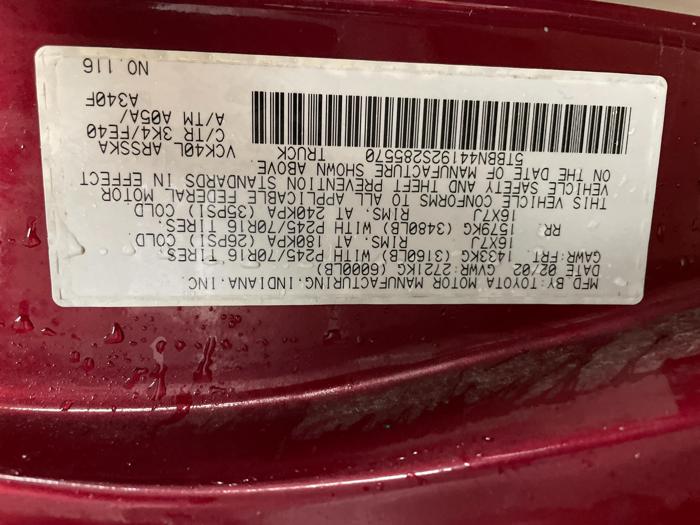 MFD.BY:TOYOTA MOTOR MANUFACTURING.INDIANA.INC.
DATE 02/02 GVWR:2721KG (6000LB)
GAWR:FRT 1433KG (3160LB) WITH P245/70R16 TIRES.
16X7J RIMS. AT 180KPA (26PSI) COLD
RR 1579KG (3480LB) WITH P245/70R16 TIRES.
16X7J RIMS. AT 240KPA (35PSI) COLD
THIS VEHICLE CONFORMS TO ALL APPLICABLE FEDERAL MOTOR
VEHICLE SAFETY AND THEFT PREVENTION STANDARDS IN EFFECT
ON THE DATE OF MANUFACTURE SHOWN ABOVE
5TBBN44192S285570 TRUCK
VCK40L ARSSKA
C/TR 3K4/FE40
A/TM A05A/
A340F
NO.116